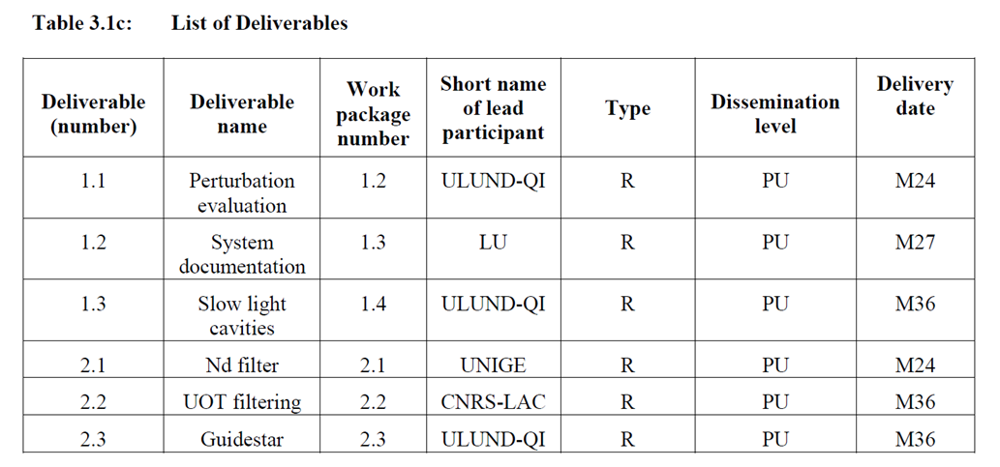 Table 3.1c: List of Deliverables
Deliverable (number) Deliverable name Work package number Short name of lead participant Type Dissemination level Delivery date
1.1 Perturbation evaluation 1.2 ULUND-QI R PU M24
1.2 System documentation 1.3 LU R PU M27
1.3 Slow light cavities 1.4 ULUND-QI R PU M36
2.1 Nd filter 2.1 UNIGE R PU M24
2.2 UOT filtering 2.2 CNRS-LAC R PU M36
2.3 Guidestar 2.3 ULUND-QI R PU M36